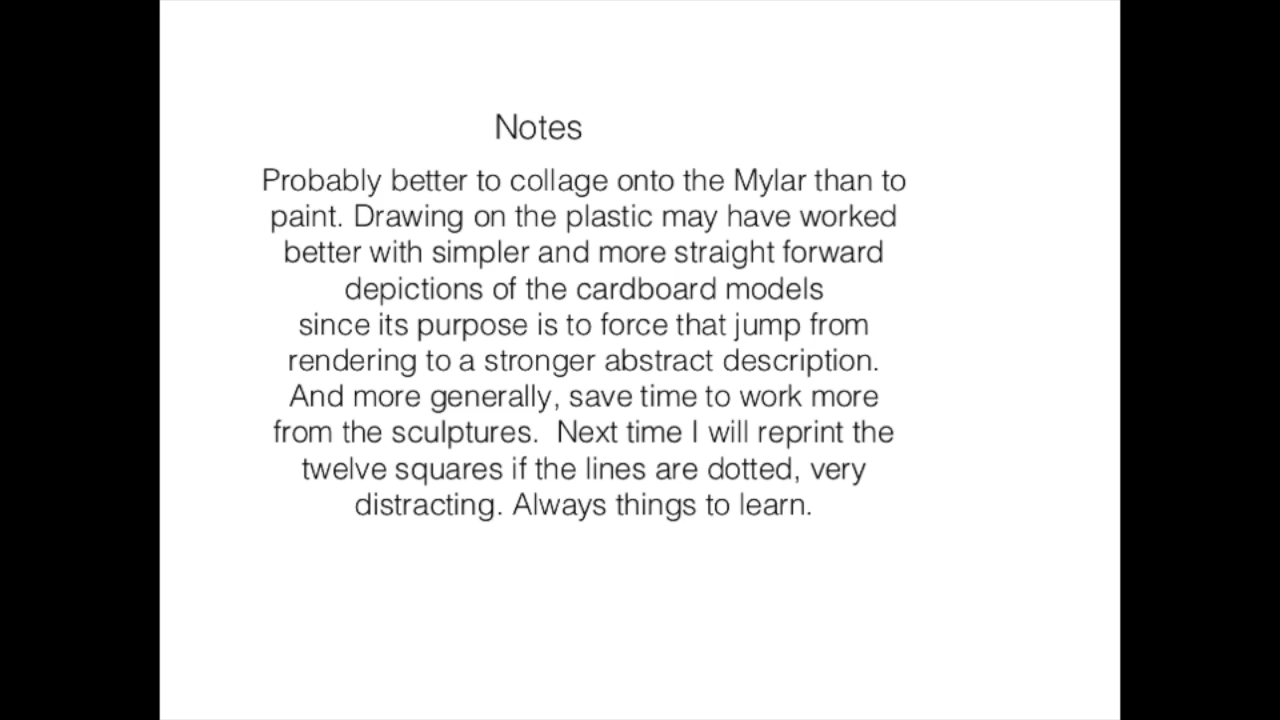 Notes
Probably better to collage onto the Mylar than to
paint. Drawing on the plastic may have worked
better with simpler and more straight forward
depictions of the cardboard models
since its purpose is to force that jump from
rendering to a stronger abstract description.
And more generally, save time to work more
from the sculptures.  Next time I will reprint the
twelve squares if the lines are dotted, very
distracting. Always things to learn.